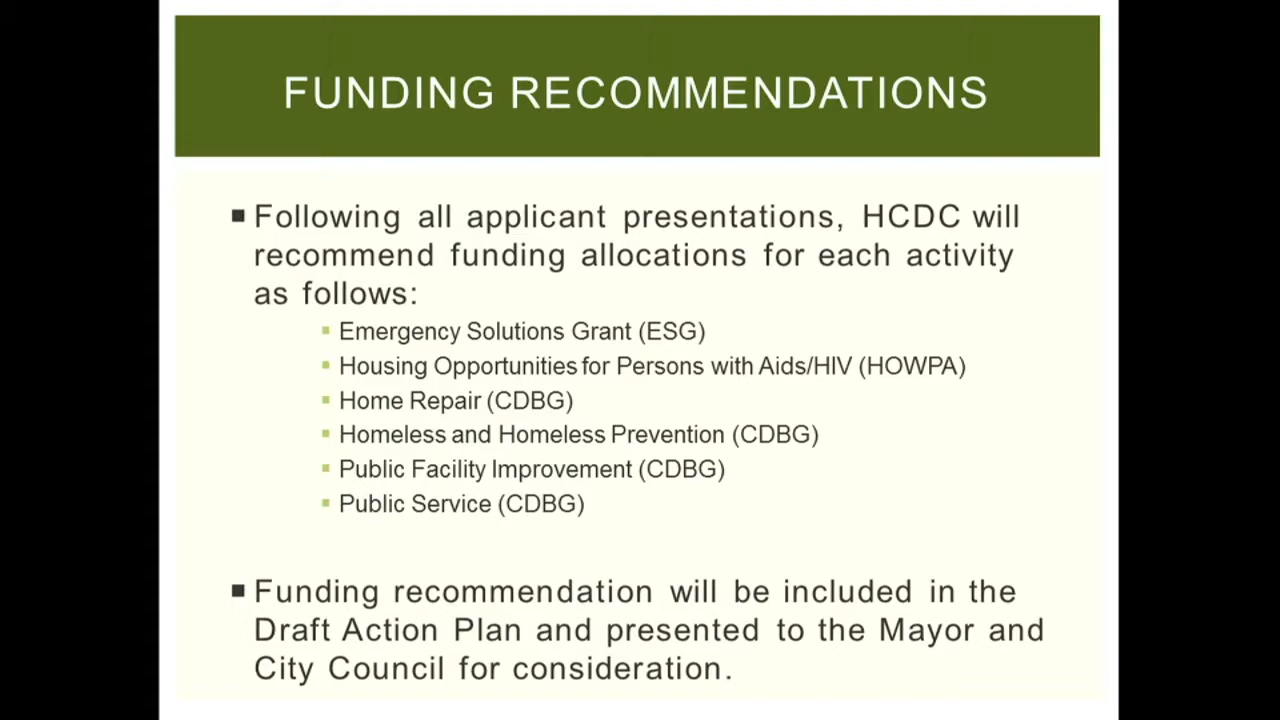 FUNDING RECOMMENDATIONS
▪ Following all applicant presentations, HCDC will
recommend funding allocations for each activity
as follows:
▪ Emergency Solutions Grant (ESG)
▪ Housing Opportunities for Persons with Aids/HIV (HOWPA)
▪ Home Repair (CDBG)
▪ Homeless and Homeless Prevention (CDBG)
▪ Public Facility Improvement (CDBG)
▪ Public Service (CDBG)
▪ Funding recommendation will be included in the
Draft Action Plan and presented to the Mayor and
City Council for consideration.